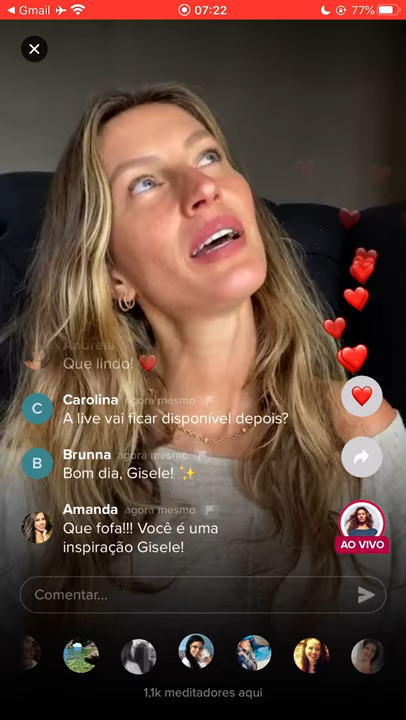 Gmail
07:22
77%
Andreia
Que lindo! ❤️
C
Carolina agora mesmo
A live vai ficar disponível depois?
B
Brunna agora mesmo
Bom dia, Gisele! ✨
Amanda agora mesmo
Que fofa!!! Você é uma
inspiração Gisele!
AO VIVO
Comentar...
1,1k meditadores aqui